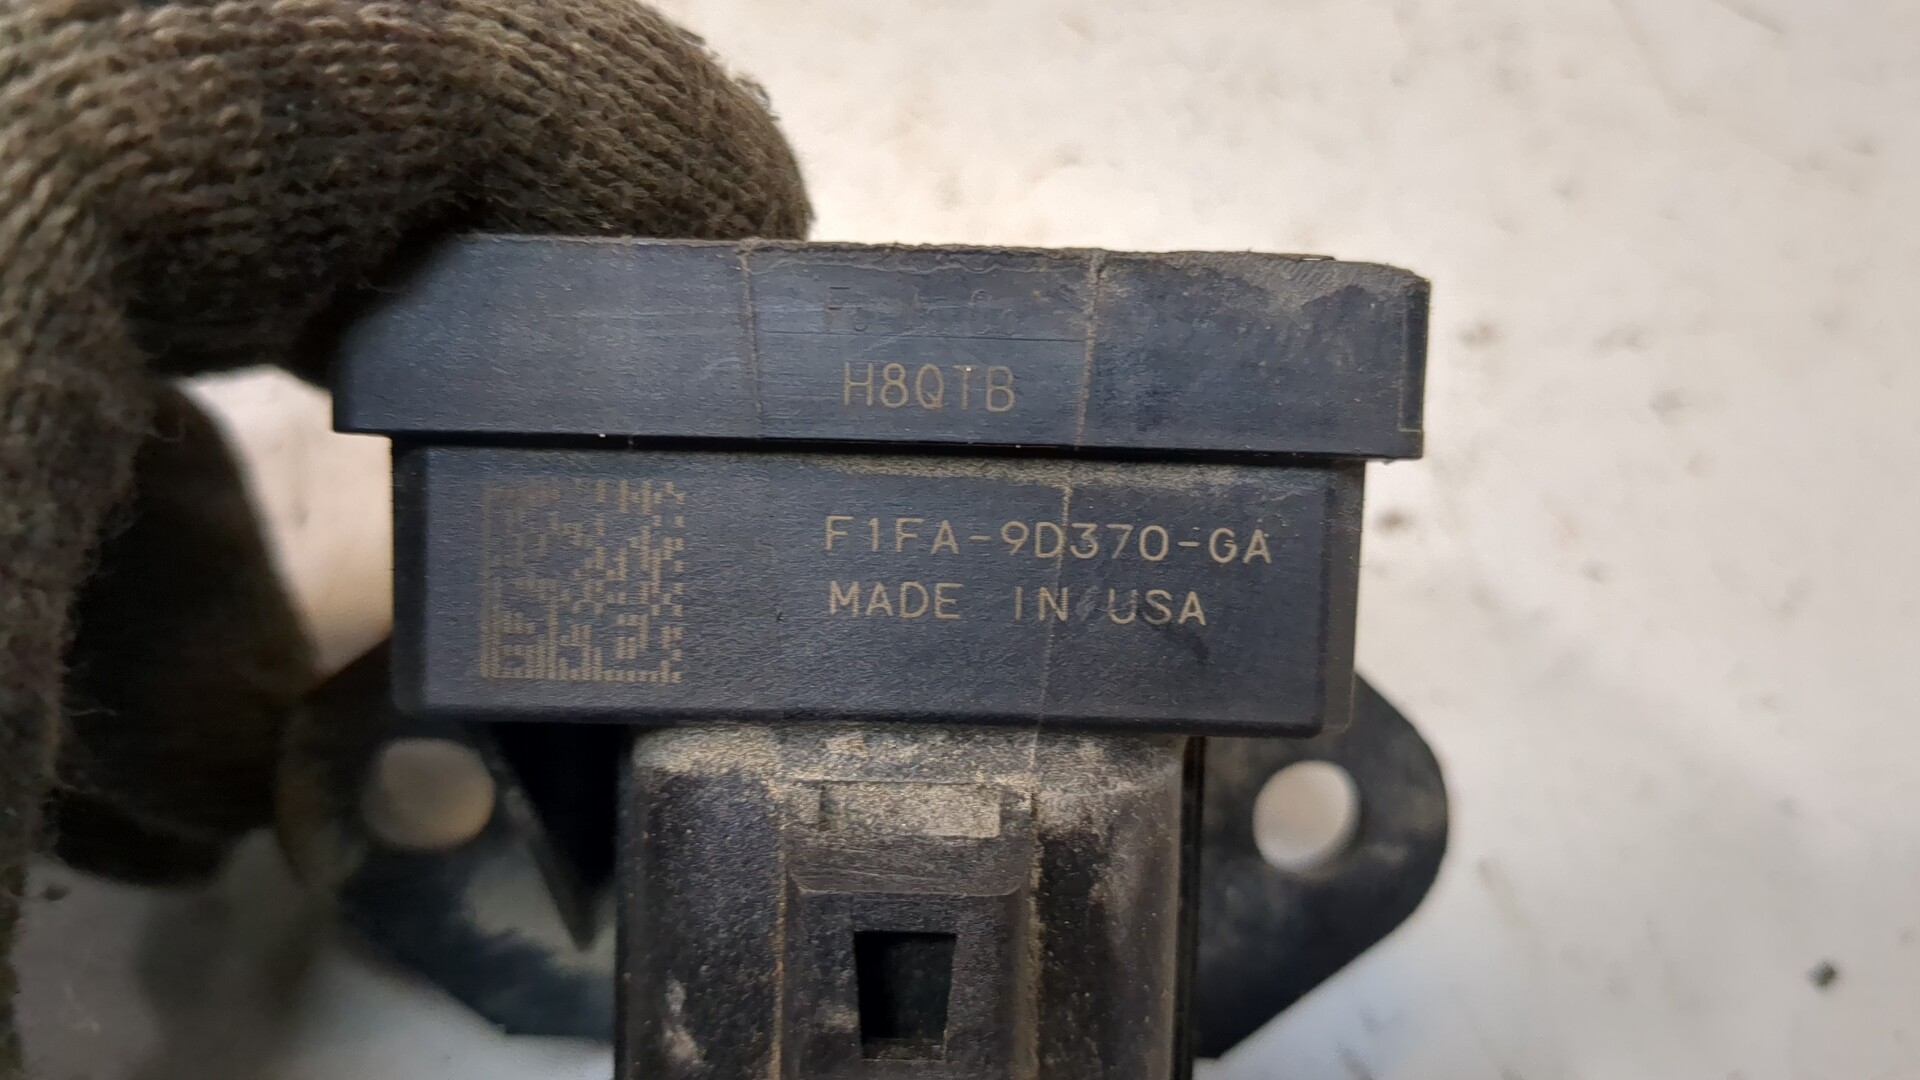 H8QTB
F1FA-9D370-GA
MADE IN USA